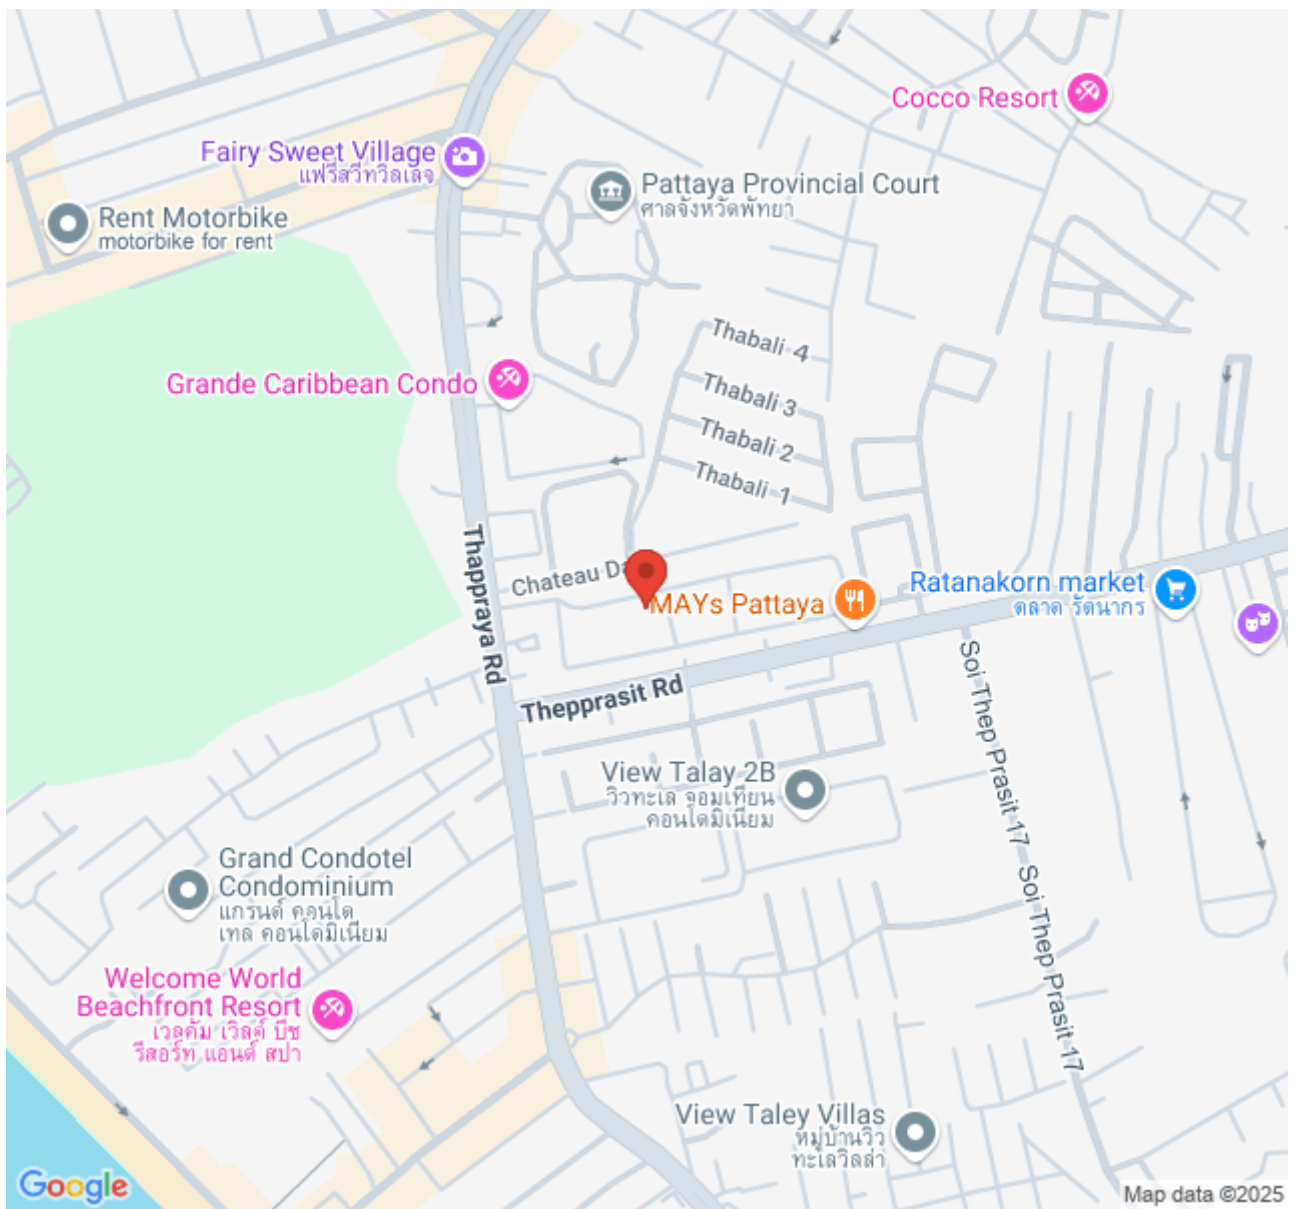 Cocco Resort
Fairy Sweet Village
แฟรี่สวีทวิลเลจ
Pattaya Provincial Court
ศาลจังหวัดพัทยา
Rent Motorbike
motorbike for rent
Thabali 4
Grande Caribbean Condo
Thabali 3
Thabali 2
Thabali 1
Thappraya Rd
Chateau Da
MAYs Pattaya
Ratanakorn market
ตลาด รัตนากร
Thepprasit Rd
Soi Thep Prasit 17
View Talay 2B
วิวทะเล จอมเทียน
คอนโดมิเนียม
Grand Condotel
Condominium
แกรนด์ คอนโด
เทล คอนโดมิเนียม
Soi Thep Prasit 17
Welcome World
Beachfront Resort
เวลคัม เวิลด์ บีช
รีสอร์ท แอนด์ สปา
View Taley Villas
หมู่บ้านวิว
ทะเลวิลล่า
Google
Map data ©2025